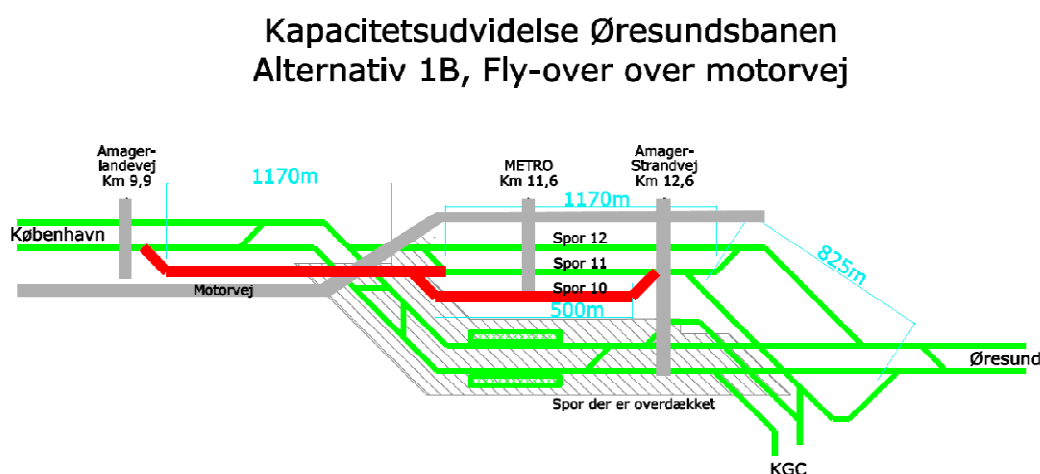 Kapacitetsudvidelse Øresundsbanen
Alternativ 1B, Fly-over over motorvej
Amager-
landevej
Km 9,9
1170m
METRO
Km 11,6
Amager-
Strandvej
Km 12,6
1170m
København
Spor 12
Spor 11
825m
Motorvej
Spor 10
500m
Øresund
Spor der er overdækket
KGC